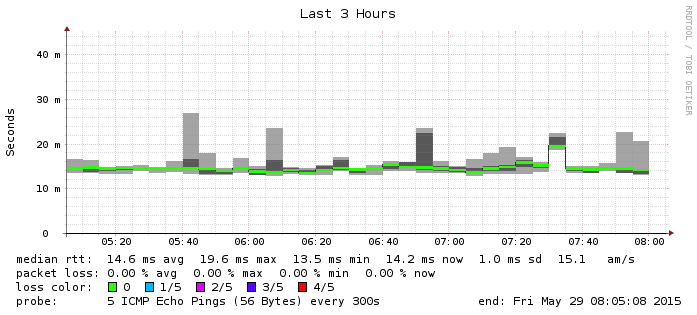 Last 3 Hours
RRDTOOL / TOBI OETIKER
Seconds
40 m
30 m
20 m
10 m
0
05:20 05:40 06:00 06:20 06:40 07:00 07:20 07:40 08:00
median rtt: 14.6 ms avg 19.6 ms max 13.5 ms min 14.2 ms now 1.0 ms sd 15.1 am/s
packet loss: 0.00 % avg 0.00 % max 0.00 % min 0.00 % now
loss color: 0 1/5 2/5 3/5 4/5
probe: 5 ICMP Echo Pings (56 Bytes) every 300s end: Fri May 29 08:05:08 2015